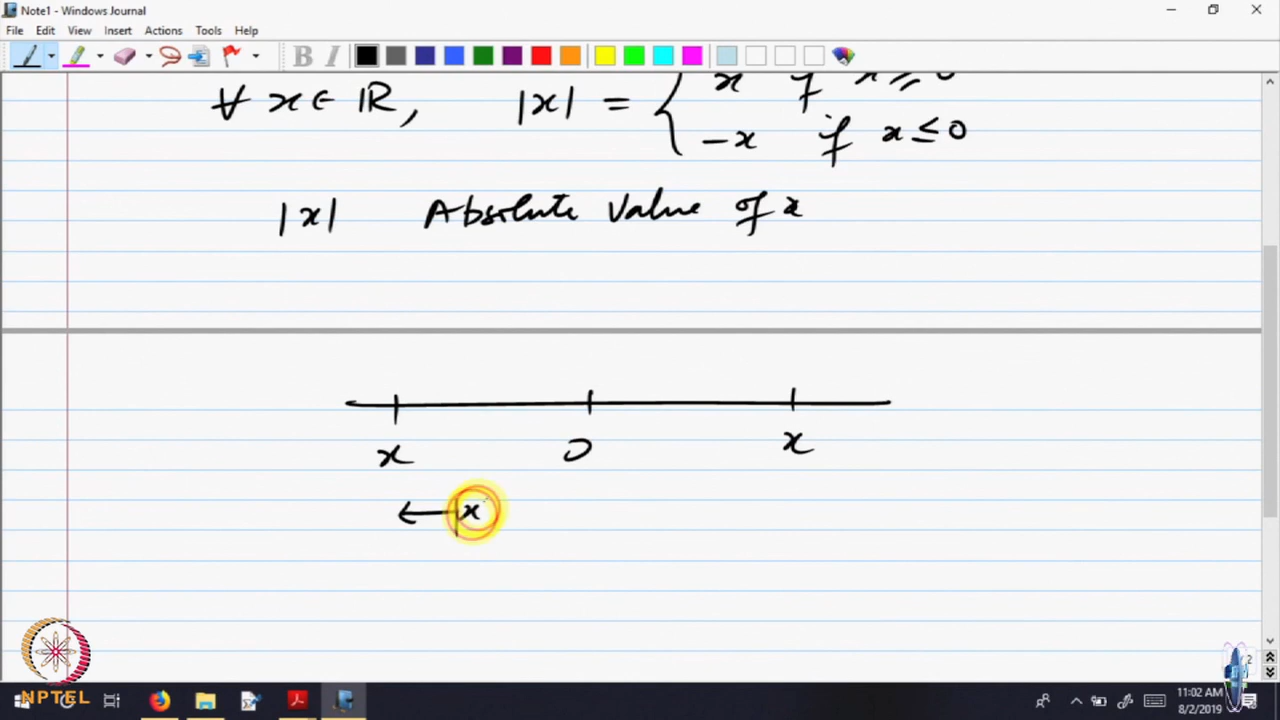 Note1 - Windows Journal
File Edit View Insert Actions Tools Help
B I
∀ x ∈ ℝ, |x| = { x if x ≥ 0
-x if x ≤ 0
|x| Absolute Value of x
x 0 x
← |x
2
NPTEL
11:02 AM
8/2/2019